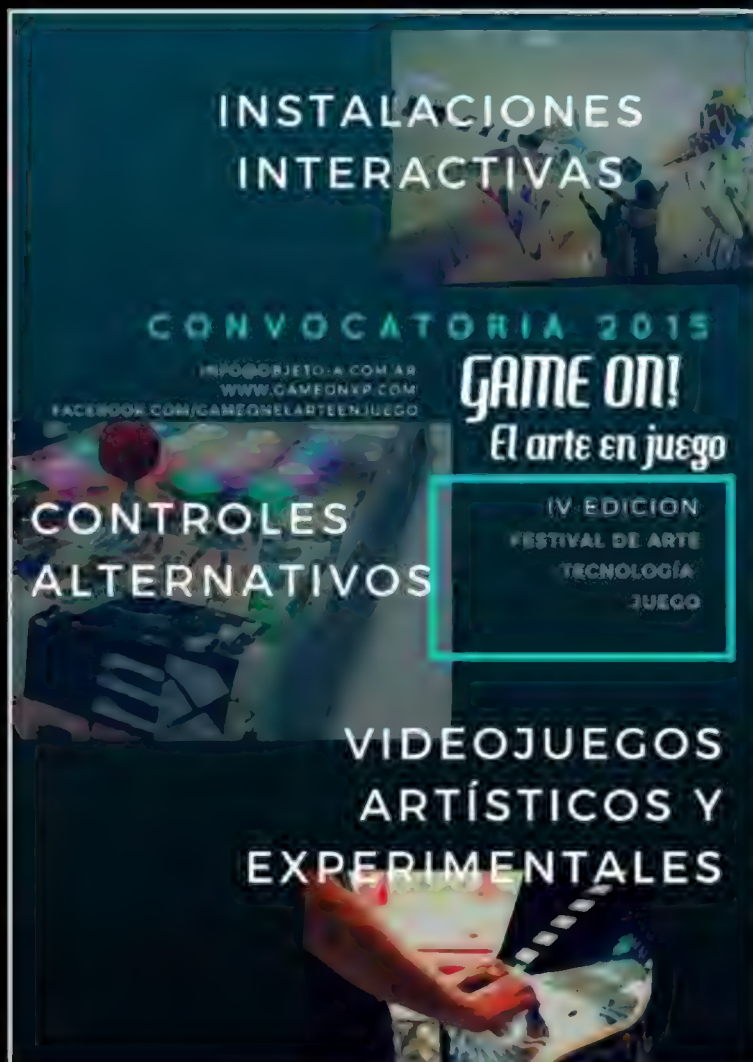 INSTALACIONES
INTERACTIVAS
CONVOCATORIA 2015
INFO@OBJETO-A.COM.AR
WWW.GAMEONXP.COM
FACEBOOK.COM/GAMEONELARTEENJUEGO
GAME ON!
El arte en juego
CONTROLES
ALTERNATIVOS
IV EDICION
FESTIVAL DE ARTE
TECNOLOGÍA
JUEGO
VIDEOJUEGOS
ARTÍSTICOS Y
EXPERIMENTALES